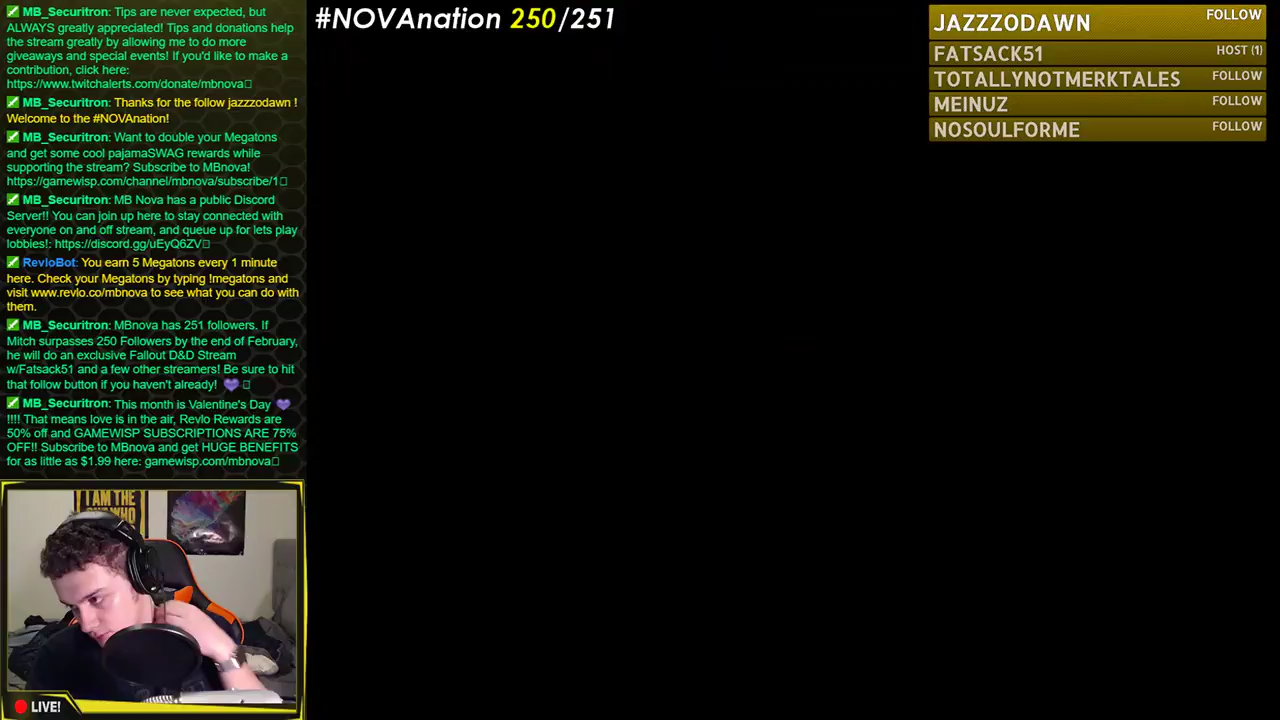 MB_Securitron: Tips are never expected, but
ALWAYS greatly appreciated! Tips and donations help
the stream greatly by allowing me to do more
giveaways and special events! If you'd like to make a
contribution, click here:
https://www.twitchalerts.com/donate/mbnova
MB_Securitron: Thanks for the follow jazzzodawn !
Welcome to the #NOVAnation!
MB_Securitron: Want to double your Megatons
and get some cool pajamaSWAG rewards while
supporting the stream? Subscribe to MBnova!
https://gamewisp.com/channel/mbnova/subscribe/1
MB_Securitron: MB Nova has a public Discord
Server!! You can join up here to stay connected with
everyone on and off stream, and queue up for lets play
lobbies!: https://discord.gg/uEyQ6ZV
RevloBot: You earn 5 Megatons every 1 minute
here. Check your Megatons by typing !megatons and
visit www.revlo.co/mbnova to see what you can do with
them.
MB_Securitron: MBnova has 251 followers. If
Mitch surpasses 250 Followers by the end of February,
he will do an exclusive Fallout D&D Stream
w/Fatsack51 and a few other streamers! Be sure to hit
that follow button if you haven't already!
MB_Securitron: This month is Valentine's Day
!!!! That means love is in the air, Revlo Rewards are
50% off and GAMEWISP SUBSCRIPTIONS ARE 75%
OFF!! Subscribe to MBnova and get HUGE BENEFITS
for as little as $1.99 here: gamewisp.com/mbnova
I AM THE
ONE WHO
LIVE!
#NOVAnation 250/251
JAZZZODAWN FOLLOW
FATSACK51 HOST (1)
TOTALLYNOTMERKTALES FOLLOW
MEINUZ FOLLOW
NOSOULFORME FOLLOW